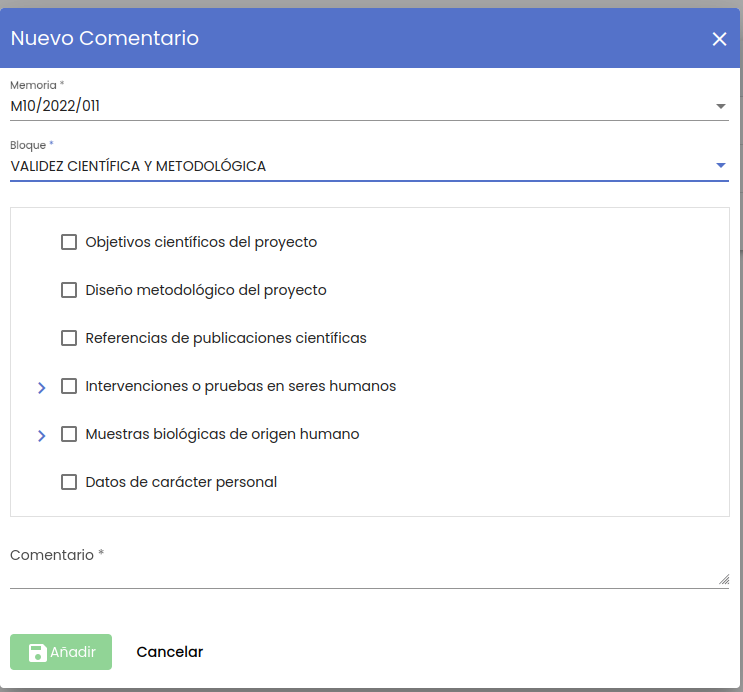 Nuevo Comentario
Memoria *
M10/2022/011
Bloque *
VALIDEZ CIENTÍFICA Y METODOLÓGICA
Objetivos científicos del proyecto
Diseño metodológico del proyecto
Referencias de publicaciones científicas
Intervenciones o pruebas en seres humanos
Muestras biológicas de origen humano
Datos de carácter personal
Comentario *
Añadir Cancelar